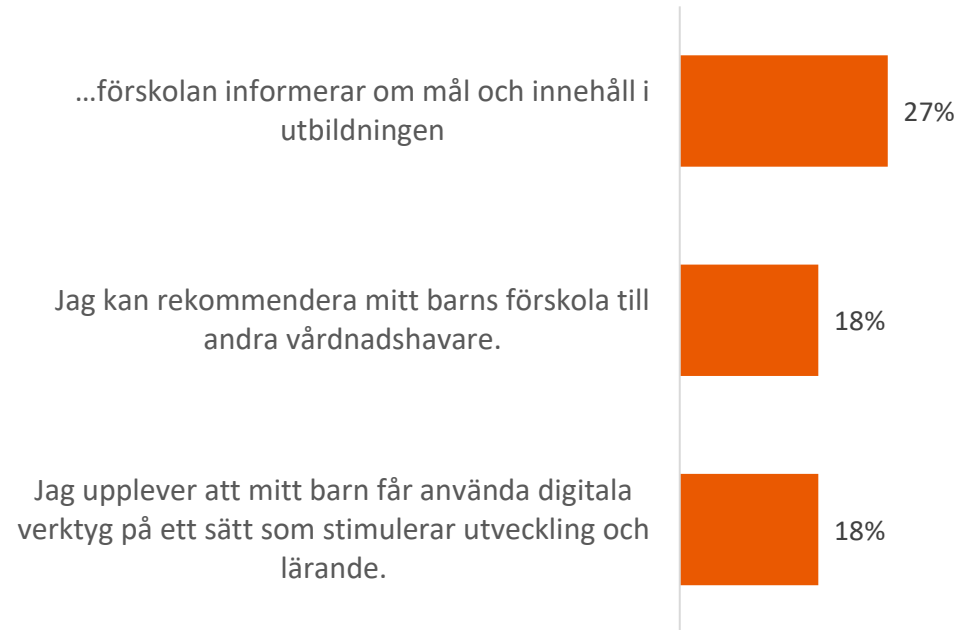 ...förskolan informerar om mål och innehåll i
utbildningen
27%
Jag kan rekommendera mitt barns förskola till
andra vårdnadshavare.
18%
Jag upplever att mitt barn får använda digitala
verktyg på ett sätt som stimulerar utveckling och
lärande.
18%